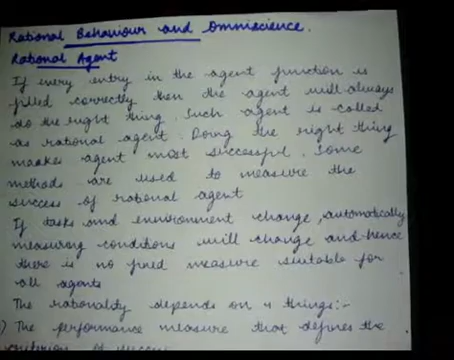 Rational Behaviour and Omniscience.
Rational Agent
If every entry in the agent function is
filled correctly then the agent will always
do the right thing. Such agent is called
as rational agent. Doing the right thing
makes agent most successful. Some
methods are used to measure the
success of rational agent
If tasks and environment change, automatically
measuring conditions will change and hence
there is no fixed measure suitable for
all agents
The rationality depends on 4 things:-
) The performance measure that defines the
criterion of success